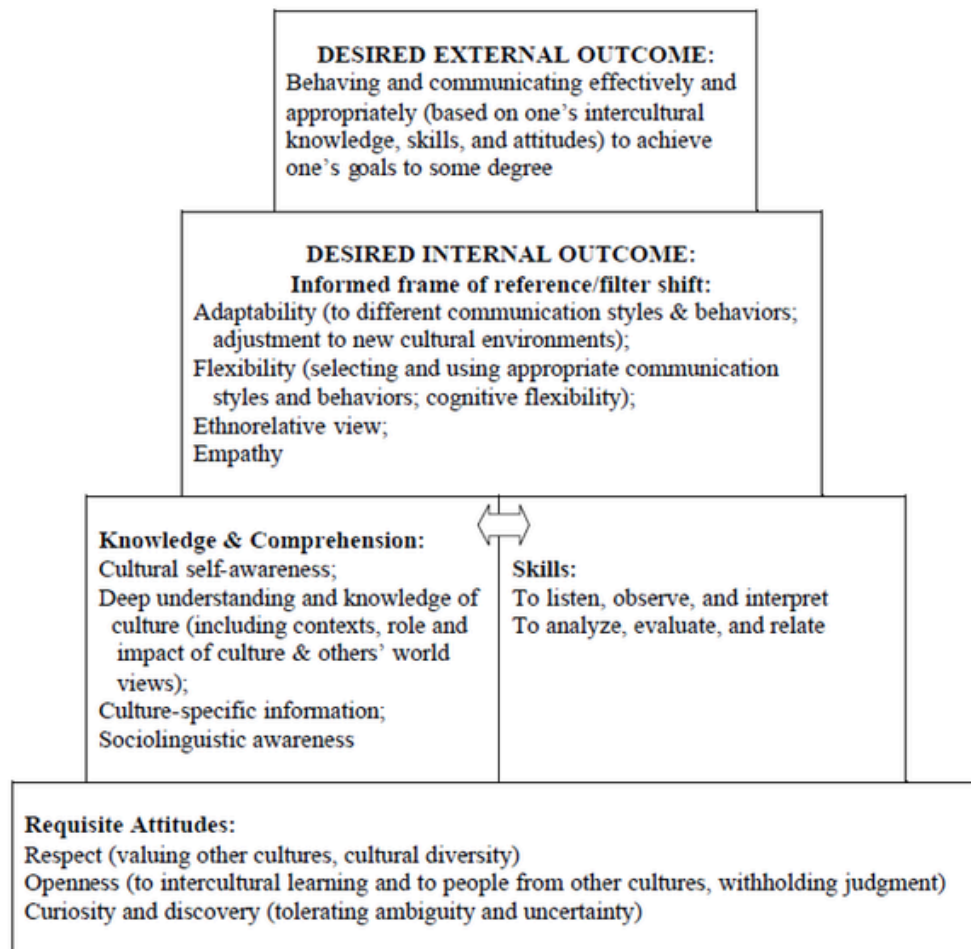 DESIRED EXTERNAL OUTCOME:
Behaving and communicating effectively and
appropriately (based on one's intercultural
knowledge, skills, and attitudes) to achieve
one's goals to some degree
DESIRED INTERNAL OUTCOME:
Informed frame of reference/filter shift:
Adaptability (to different communication styles & behaviors;
adjustment to new cultural environments);
Flexibility (selecting and using appropriate communication
styles and behaviors; cognitive flexibility);
Ethnorelative view;
Empathy
Knowledge & Comprehension:
Cultural self-awareness;
Deep understanding and knowledge of
culture (including contexts, role and
impact of culture & others' world
views);
Culture-specific information;
Sociolinguistic awareness
Skills:
To listen, observe, and interpret
To analyze, evaluate, and relate
Requisite Attitudes:
Respect (valuing other cultures, cultural diversity)
Openness (to intercultural learning and to people from other cultures, withholding judgment)
Curiosity and discovery (tolerating ambiguity and uncertainty)